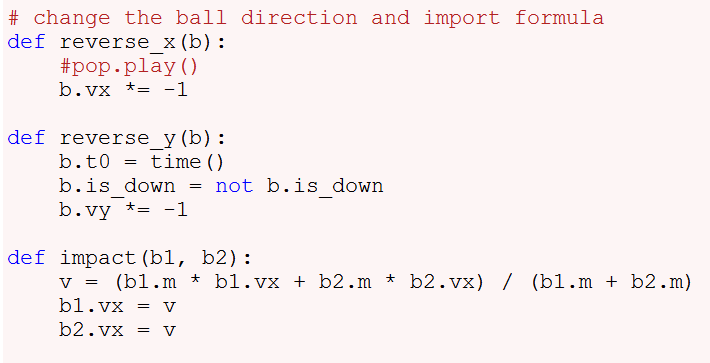 # change the ball direction and import formula
def reverse_x(b):
    #pop.play()
    b.vx *= -1
def reverse_y(b):
    b.t0 = time()
    b.is_down = not b.is_down
    b.vy *= -1
def impact(b1, b2):
    v = (b1.m * b1.vx + b2.m * b2.vx) / (b1.m + b2.m)
    b1.vx = v
    b2.vx = v